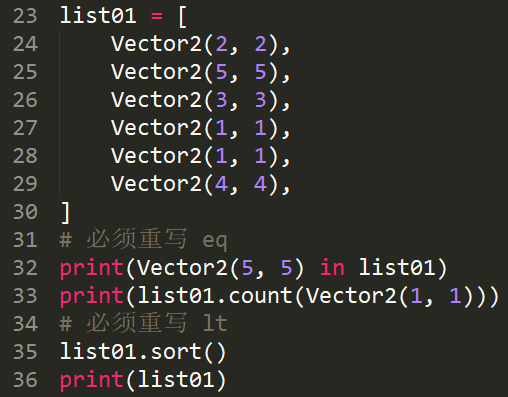 23 list01 = [
24     Vector2(2, 2),
25     Vector2(5, 5),
26     Vector2(3, 3),
27     Vector2(1, 1),
28     Vector2(1, 1),
29     Vector2(4, 4),
30 ]
31 # 必须重写 eq
32 print(Vector2(5, 5) in list01)
33 print(list01.count(Vector2(1, 1)))
34 # 必须重写 lt
35 list01.sort()
36 print(list01)